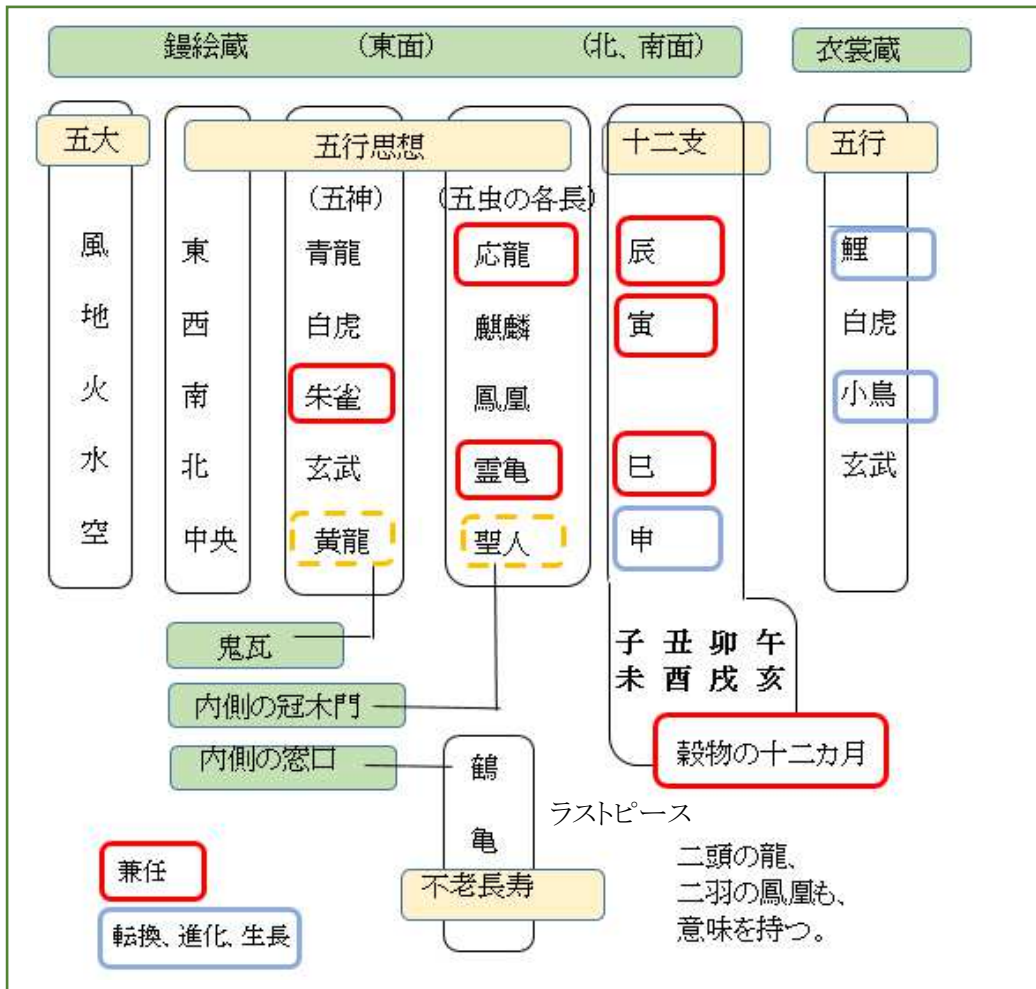 鏝絵蔵 (東面) (北、南面) 衣裳蔵
五大 五行思想 十二支 五行
(五神) (五虫の各長)
風 東 青龍 応龍 辰 鯉
地 西 白虎 麒麟 寅 白虎
火 南 朱雀 鳳凰 小鳥
水 北 玄武 霊亀 巳 玄武
空 中央 黄龍 聖人 申
鬼瓦
子 丑 卯 午
未 酉 戌 亥
内側の冠木門
内側の窓口
穀物の十二カ月
鶴
ラストピース
亀
不老長寿
兼任
転換、進化、生長
二頭の龍、
二羽の鳳凰も、
意味を持つ。